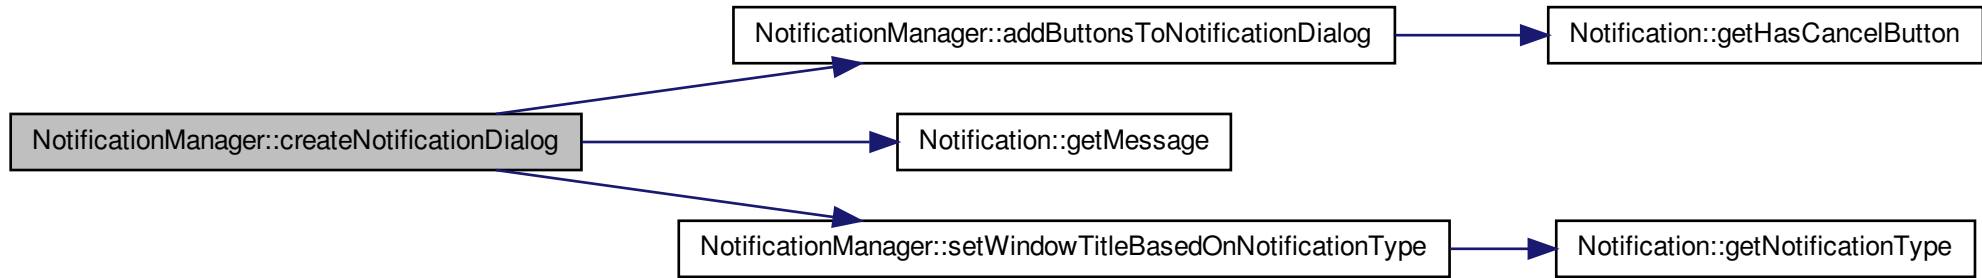 NotificationManager::addButtonsToNotificationDialog
Notification::getHasCancelButton
NotificationManager::createNotificationDialog
Notification::getMessage
NotificationManager::setWindowTitleBasedOnNotificationType
Notification::getNotificationType